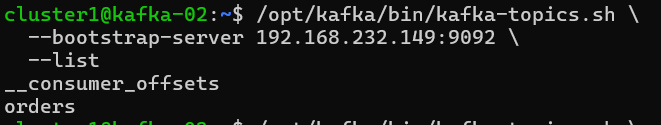 cluster1@kafka-02:~$ /opt/kafka/bin/kafka-topics.sh \
  --bootstrap-server 192.168.232.149:9092 \
  --list
__consumer_offsets
orders